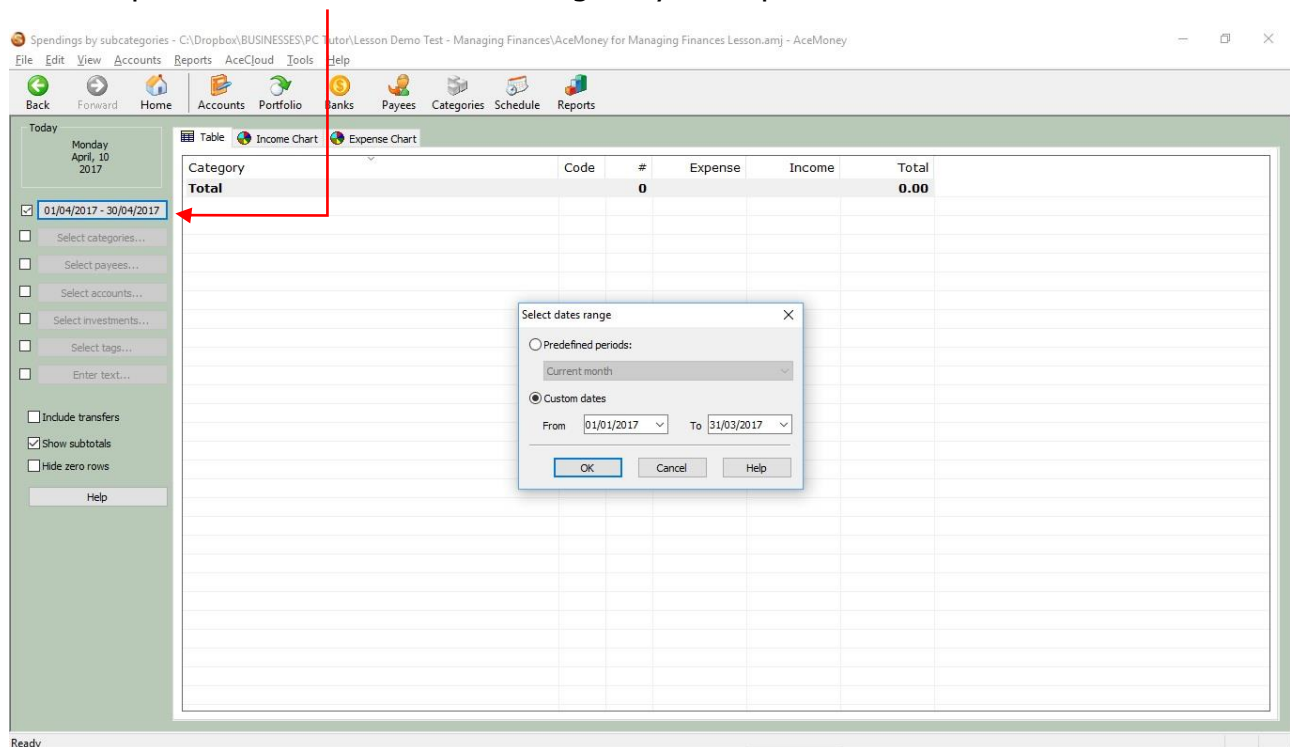 Spendings by subcategories - C:\Dropbox\BUSINESSES\PC Tutor\Lesson Demo Test - Managing Finances\AceMoney for Managing Finances Lesson.amj - AceMoney
File Edit View Accounts Reports AceCloud Tools Help
Back Forward Home Accounts Portfolio Banks Payees Categories Schedule Reports
Today
Monday
April, 10
2017
Table Income Chart Expense Chart
Category Code # Expense Income Total
Total 0 0.00
01/04/2017 - 30/04/2017
Select categories...
Select payees...
Select accounts...
Select investments...
Select tags...
Enter text...
Include transfers
Show subtotals
Hide zero rows
Help
Select dates range
Predefined periods:
Current month
Custom dates
From 01/01/2017 To 31/03/2017
OK Cancel Help
Ready